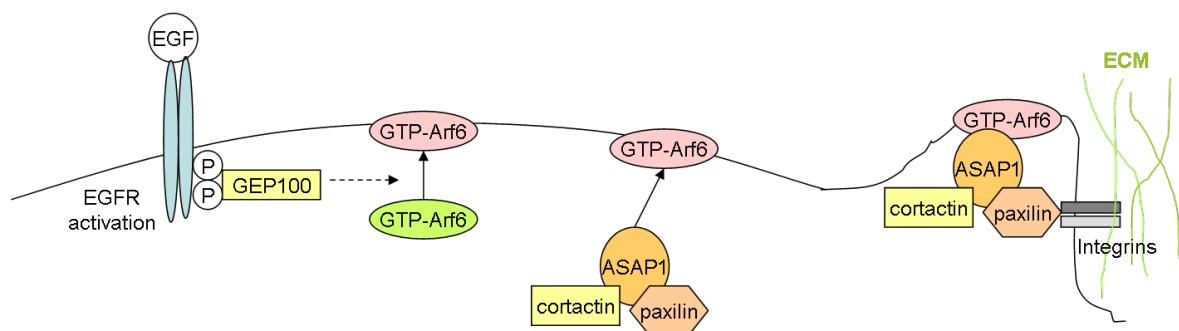 EGF
ECM
GTP-Arf6
GTP-Arf6
GTP-Arf6
P
P
GEP100
EGFR
activation
GTP-Arf6
ASAP1
cortactin
paxilin
Integrins
ASAP1
cortactin
paxilin